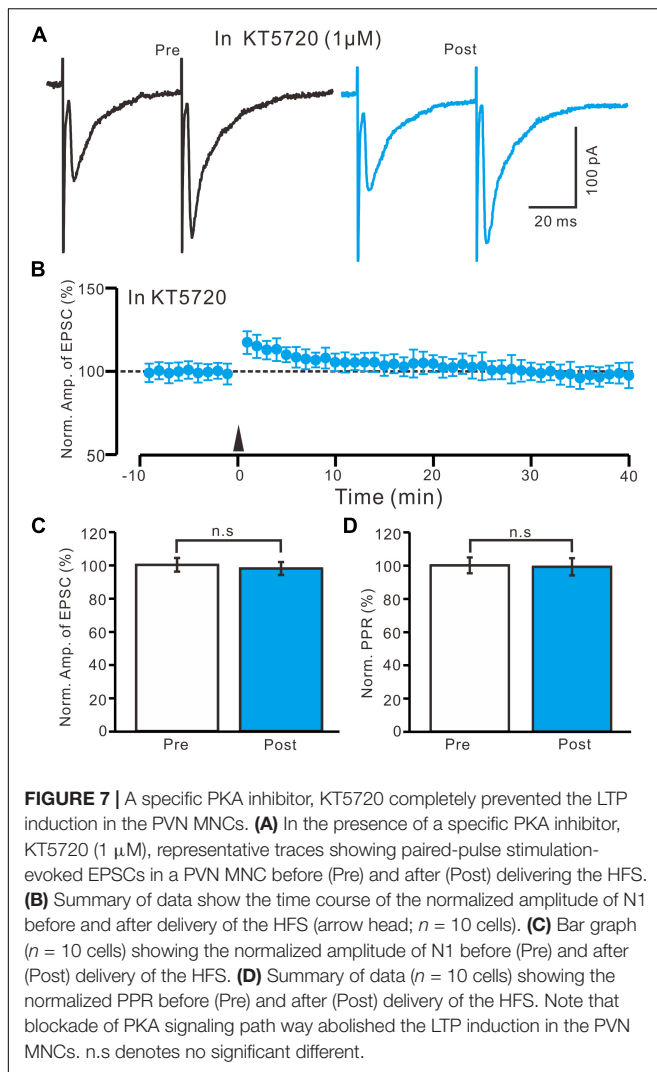 A
In KT5720 (1μM)
Pre
Post
100 pA
20 ms
B
In KT5720
Norm. Amp. of EPSC (%)
150
100
50
-10
0
10
20
30
40
Time (min)
C
n.s
Norm. Amp. of EPSC (%)
120
100
80
60
40
20
0
Pre
Post
D
n.s
Norm. PPR (%)
120
100
80
60
40
20
0
Pre
Post
FIGURE 7 | A specific PKA inhibitor, KT5720 completely prevented the LTP
induction in the PVN MNCs. (A) In the presence of a specific PKA inhibitor,
KT5720 (1 μM), representative traces showing paired-pulse stimulation-
evoked EPSCs in a PVN MNC before (Pre) and after (Post) delivering the HFS.
(B) Summary of data show the time course of the normalized amplitude of N1
before and after delivery of the HFS (arrow head; n = 10 cells). (C) Bar graph
(n = 10 cells) showing the normalized amplitude of N1 before (Pre) and after
(Post) delivery of the HFS. (D) Summary of data (n = 10 cells) showing the
normalized PPR before (Pre) and after (Post) delivery of the HFS. Note that
blockade of PKA signaling path way abolished the LTP induction in the PVN
MNCs. n.s denotes no significant different.